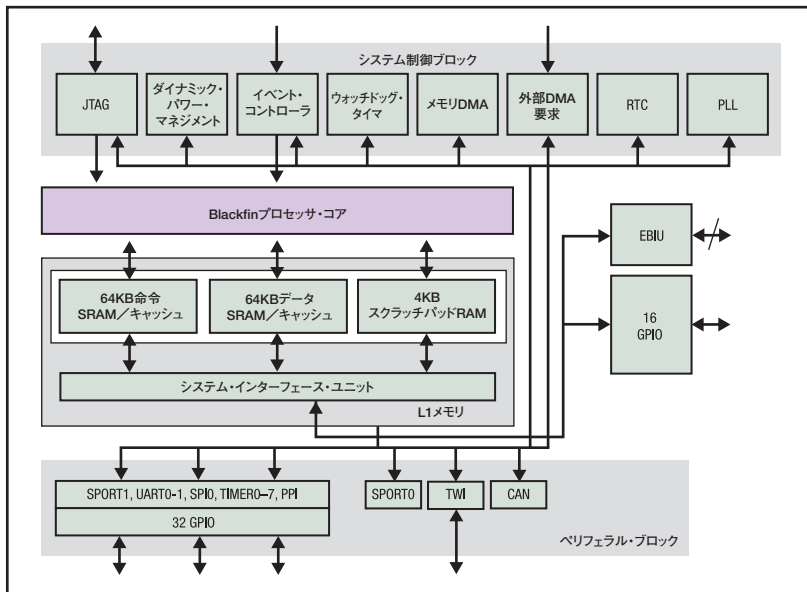 システム制御ブロック
JTAG
ダイナミック・
パワー・
マネジメント
イベント・
コントローラ
ウォッチドッグ・
タイマ
メモリDMA
外部DMA
要求
RTC
PLL
Blackfinプロセッサ・コア
EBIU
64KB命令
SRAM／キャッシュ
64KBデータ
SRAM／キャッシュ
4KB
スクラッチパッドRAM
16
GPIO
システム・インターフェース・ユニット
L1メモリ
SPORT1, UART0-1, SPI0, TIMER0–7, PPI
32 GPIO
SPORT0
TWI
CAN
ペリフェラル・ブロック